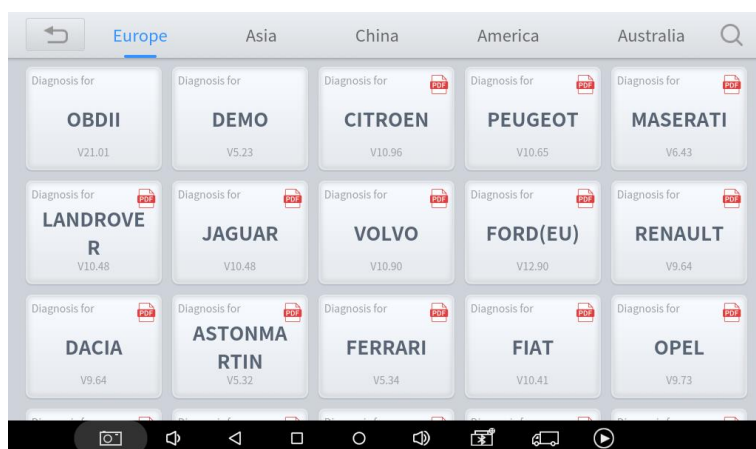 Europe Asia China America Australia
Diagnosis for Diagnosis for Diagnosis for PDF Diagnosis for PDF Diagnosis for PDF
OBDII DEMO CITROEN PEUGEOT MASERATI
V21.01 V5.23 V10.96 V10.65 V6.43
Diagnosis for PDF Diagnosis for PDF Diagnosis for PDF Diagnosis for PDF Diagnosis for PDF
LANDROVE
R JAGUAR VOLVO FORD(EU) RENAULT
V10.48 V10.48 V10.90 V12.90 V9.64
Diagnosis for PDF Diagnosis for PDF Diagnosis for PDF Diagnosis for PDF Diagnosis for PDF
DACIA ASTONMA
RTIN FERRARI FIAT OPEL
V9.64 V5.32 V5.34 V10.41 V9.73